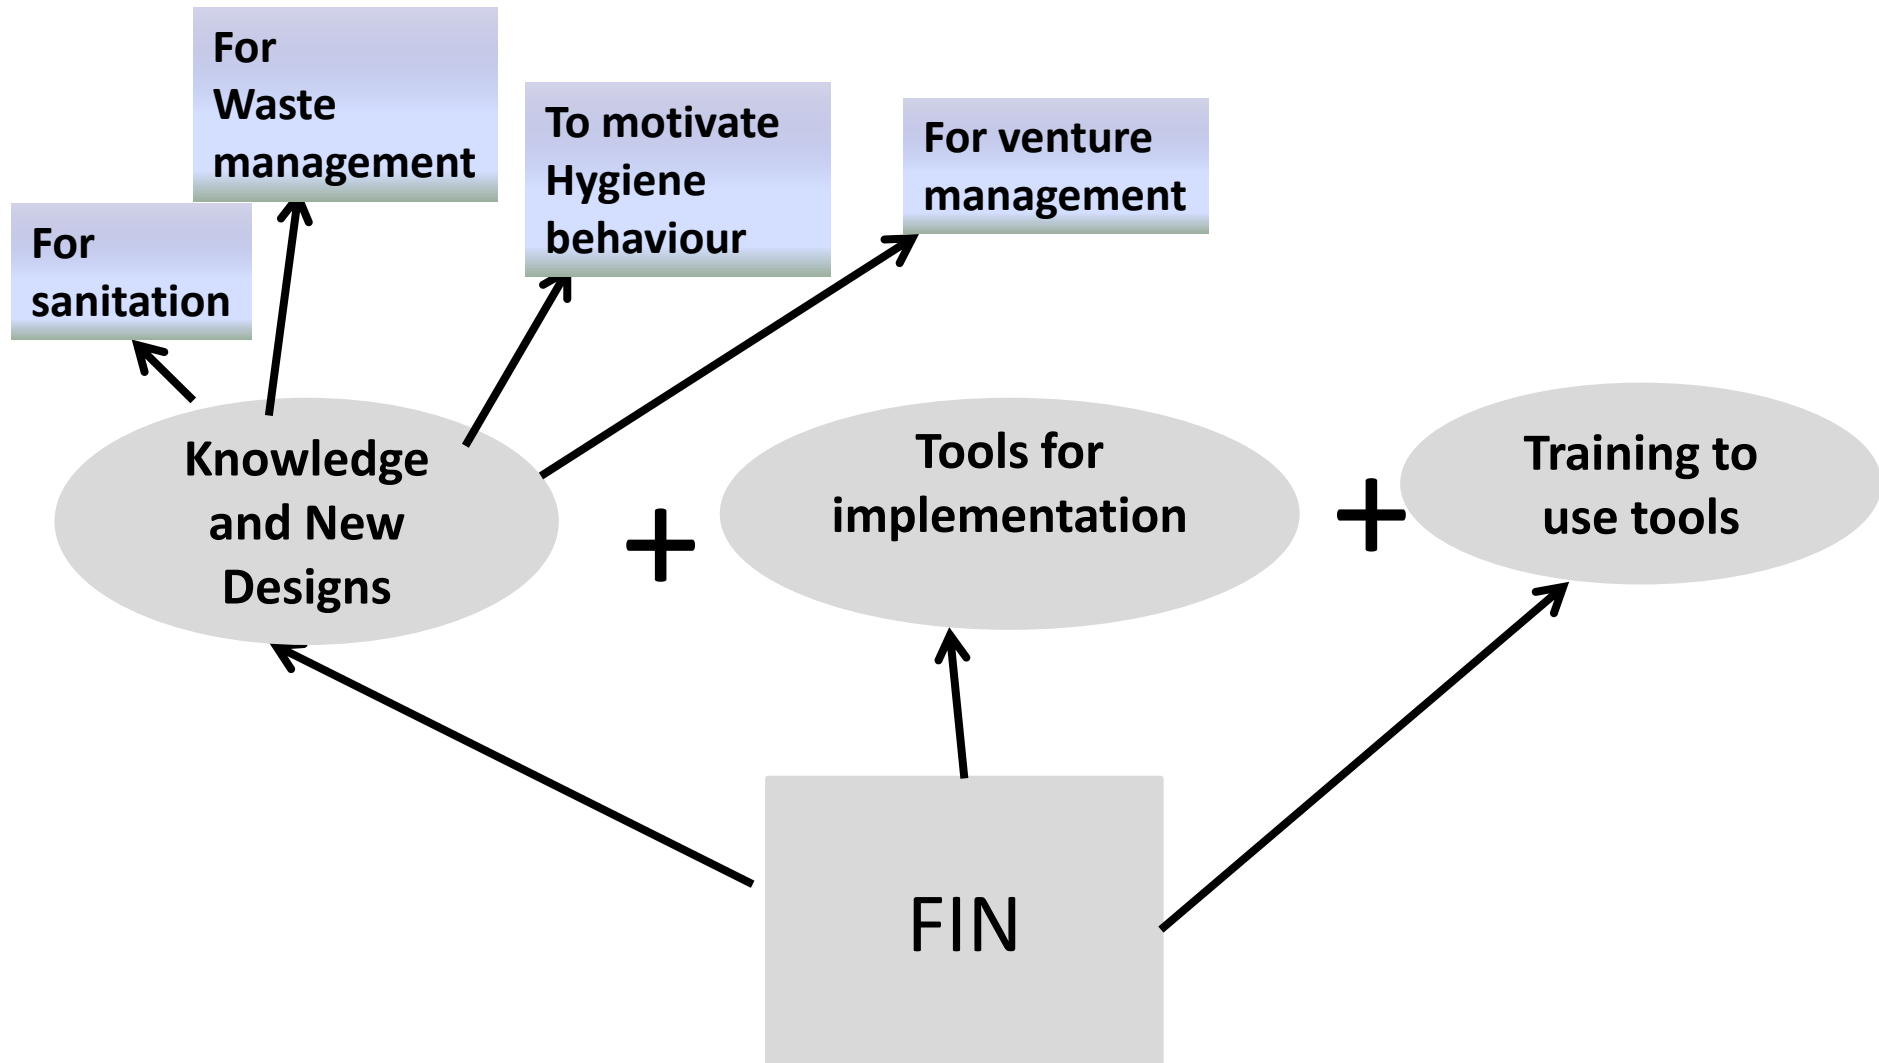 For
Waste
management
To motivate
Hygiene
behaviour
For venture
management
For
sanitation
Knowledge
and New
Designs
+
Tools for
implementation
+
Training to
use tools
FIN